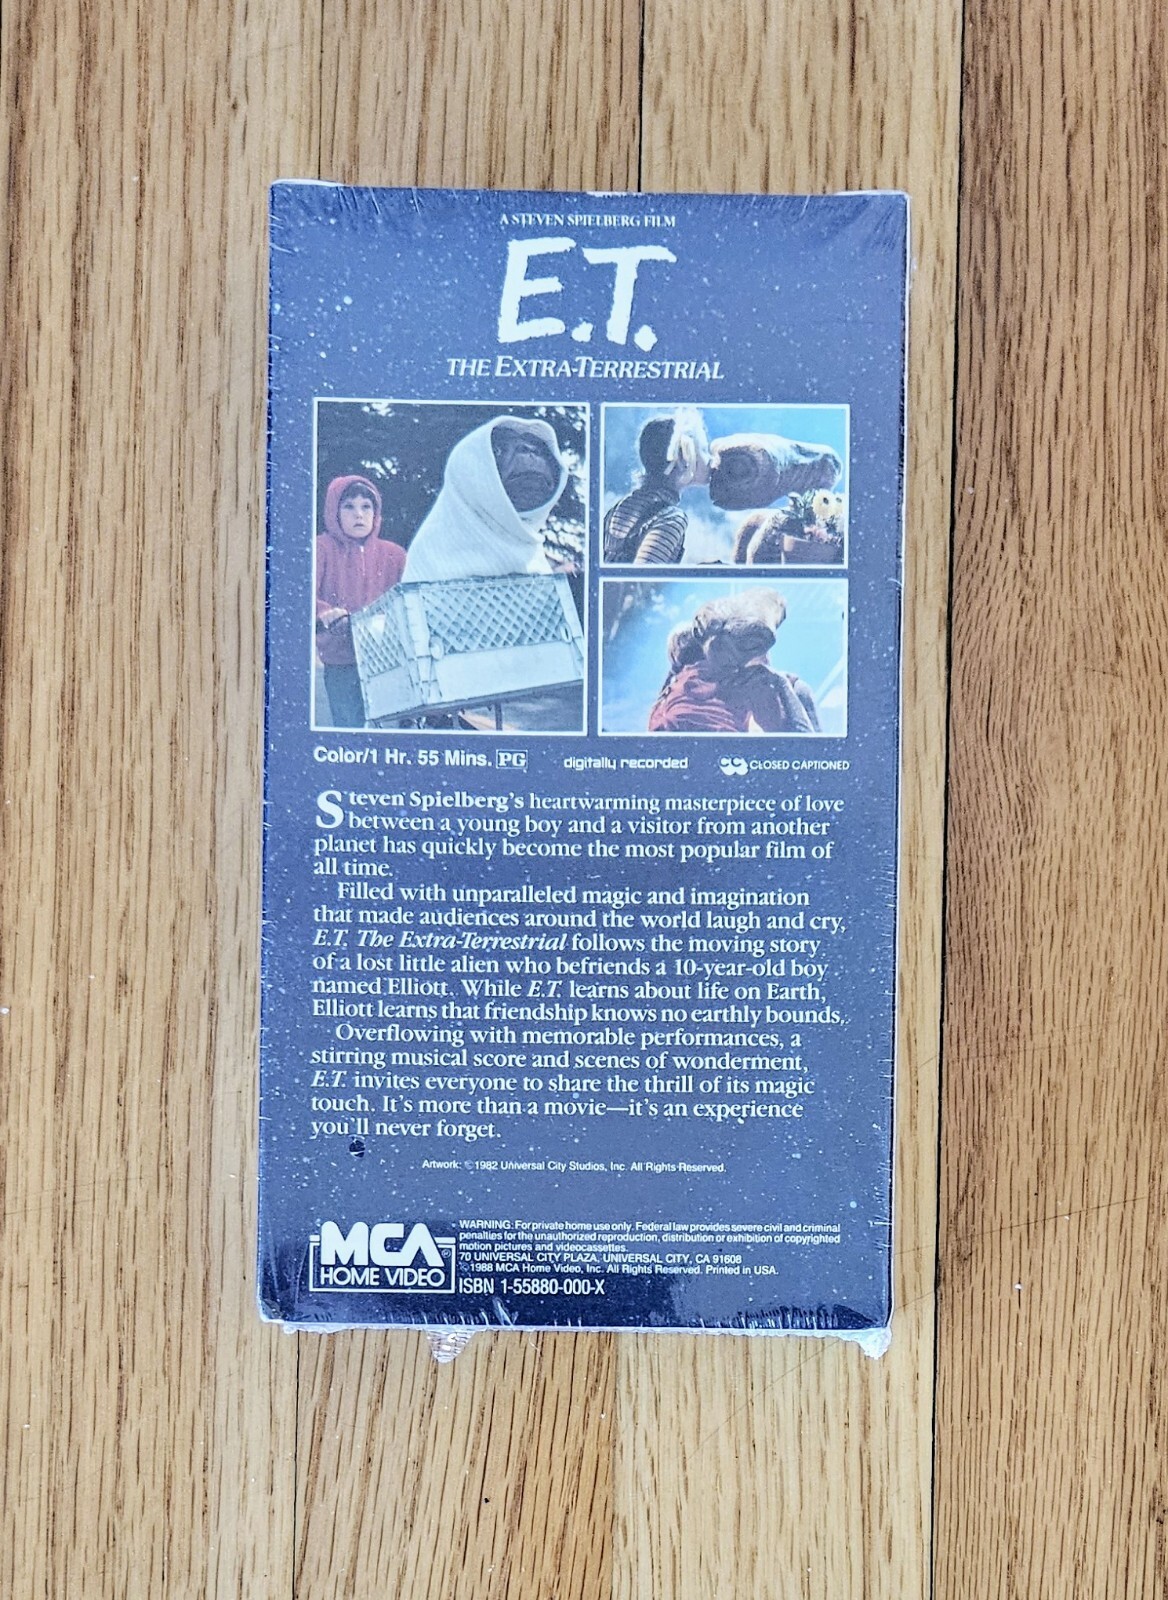 A STEVEN SPIELBERG FILM
E.T.
THE EXTRA-TERRESTRIAL
Color/1 Hr. 55 Mins. PG digitally recorded CC CLOSED CAPTIONED
Steven Spielberg's heartwarming masterpiece of love
between a young boy and a visitor from another
planet has quickly become the most popular film of
all time.
Filled with unparalleled magic and imagination
that made audiences around the world laugh and cry,
E.T. The Extra-Terrestrial follows the moving story
of a lost little alien who befriends a 10-year-old boy
named Elliott. While E.T. learns about life on Earth,
Elliott learns that friendship knows no earthly bounds.
Overflowing with memorable performances, a
stirring musical score and scenes of wonderment,
E.T. invites everyone to share the thrill of its magic
touch. It's more than a movie—it's an experience
you'll never forget.
Artwork: ©1982 Universal City Studios, Inc. All Rights Reserved.
MCA®
HOME VIDEO
WARNING: For private home use only. Federal law provides severe civil and criminal
penalties for the unauthorized reproduction, distribution or exhibition of copyrighted
motion pictures and videocassettes.
70 UNIVERSAL CITY PLAZA, UNIVERSAL CITY, CA 91608
©1988 MCA Home Video, Inc. All Rights Reserved. Printed in USA.
ISBN 1-55880-000-X